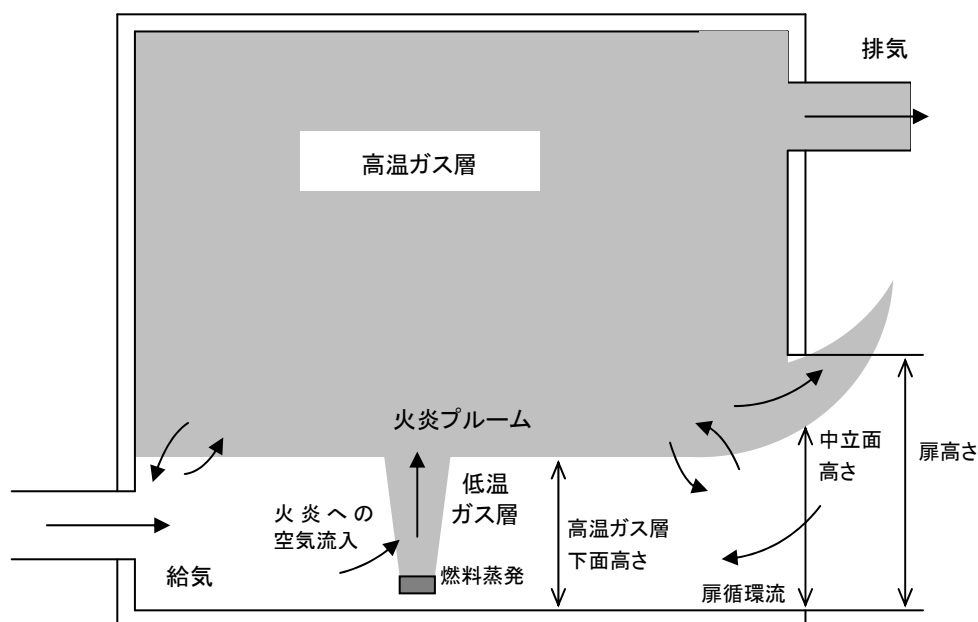 排気
高温ガス層
火炎プルーム
中立面
高さ
扉高さ
低温
ガス層
火炎への
空気流入
高温ガス層
下面高さ
給気
燃料蒸発
扉循環流